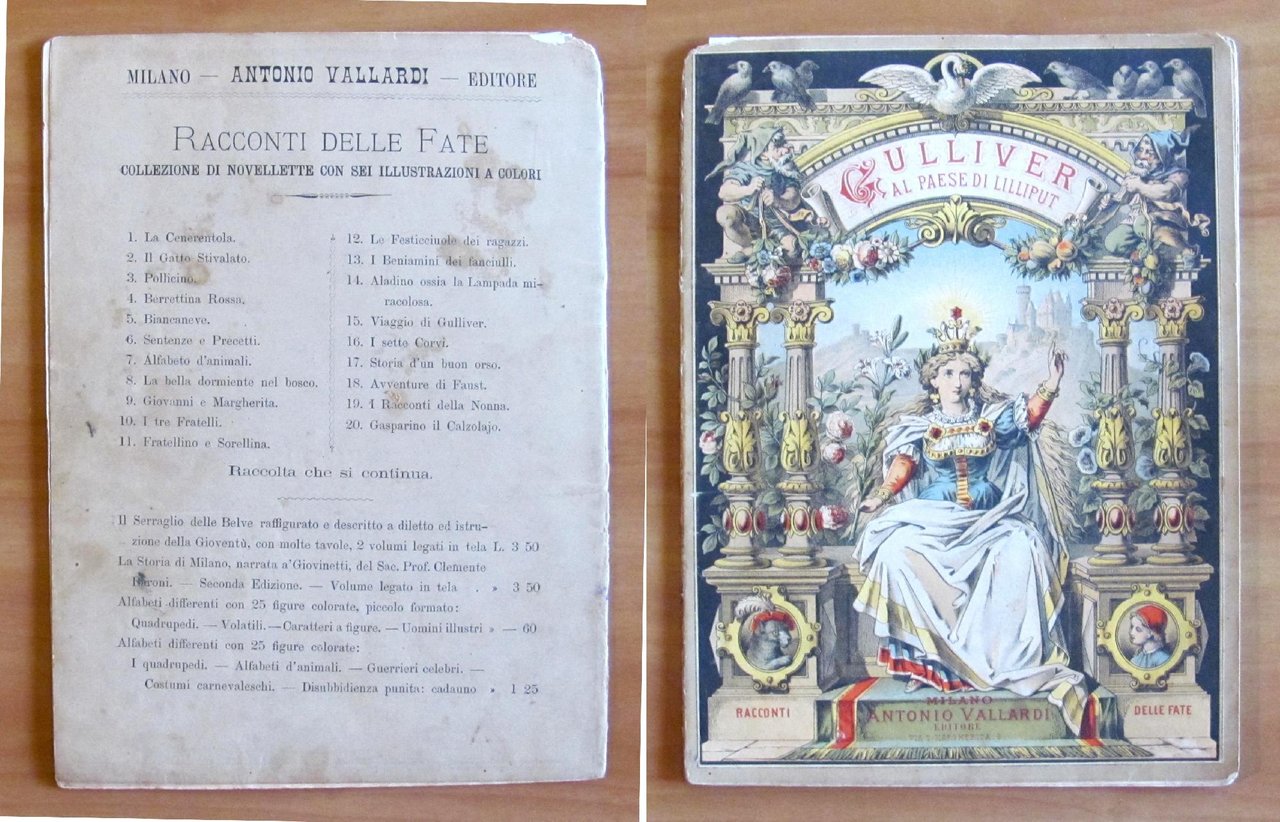 MILANO — ANTONIO VALLARDI — EDITORE
RACCONTI DELLE FATE
COLLEZIONE DI NOVELLETTE CON SEI ILLUSTRAZIONI A COLORI
1. La Cenerentola.
2. Il Gatto Stivalato.
3. Pollicino.
4. Berrettina Rossa.
5. Biancaneve.
6. Sentenze e Precetti.
7. Alfabeto d'animali.
8. La bella dormiente nel bosco.
9. Giovanni e Margherita.
10. I tre Fratelli.
11. Fratellino e Sorellina.
12. Le Festicciuole dei ragazzi.
13. I Beniamini dei fanciulli.
14. Aladino ossia la Lampada mi-
racolosa.
15. Viaggio di Gulliver.
16. I sette Corvi.
17. Storia d'un buon orso.
18. Avventure di Faust.
19. I Racconti della Nonna.
20. Gasparino il Calzolajo.
Raccolta che si continua.
Il Serraglio delle Belve raffigurato e descritto a diletto ed istru-
zione della Gioventù, con molte tavole, 2 volumi legati in tela L. 3 50
La Storia di Milano, narrata a'Giovinetti, del Sac. Prof. Clemente
Baroni. — Seconda Edizione. — Volume legato in tela . » 3 50
Alfabeti differenti con 25 figure colorate, piccolo formato:
Quadrupedi. — Volatili. — Caratteri a figure. — Uomini illustri » — 60
Alfabeti differenti con 25 figure colorate:
I quadrupedi. — Alfabeti d'animali. — Guerrieri celebri. —
Costumi carnevaleschi. — Disubbidienza punita: cadauno » 1 25
GULLIVER
AL PAESE DI LILLIPUT
RACCONTI
DELLE FATE
MILANO
ANTONIO VALLARDI
EDITORE